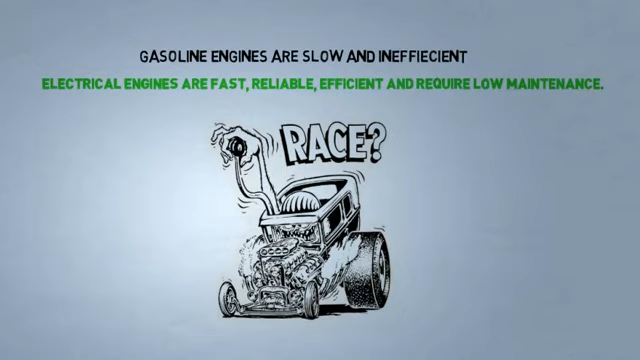 GASOLINE ENGINES ARE SLOW AND INEFFIECIENT
ELECTRICAL ENGINES ARE FAST, RELIABLE, EFFICIENT AND REQUIRE LOW MAINTENANCE.
RACE?